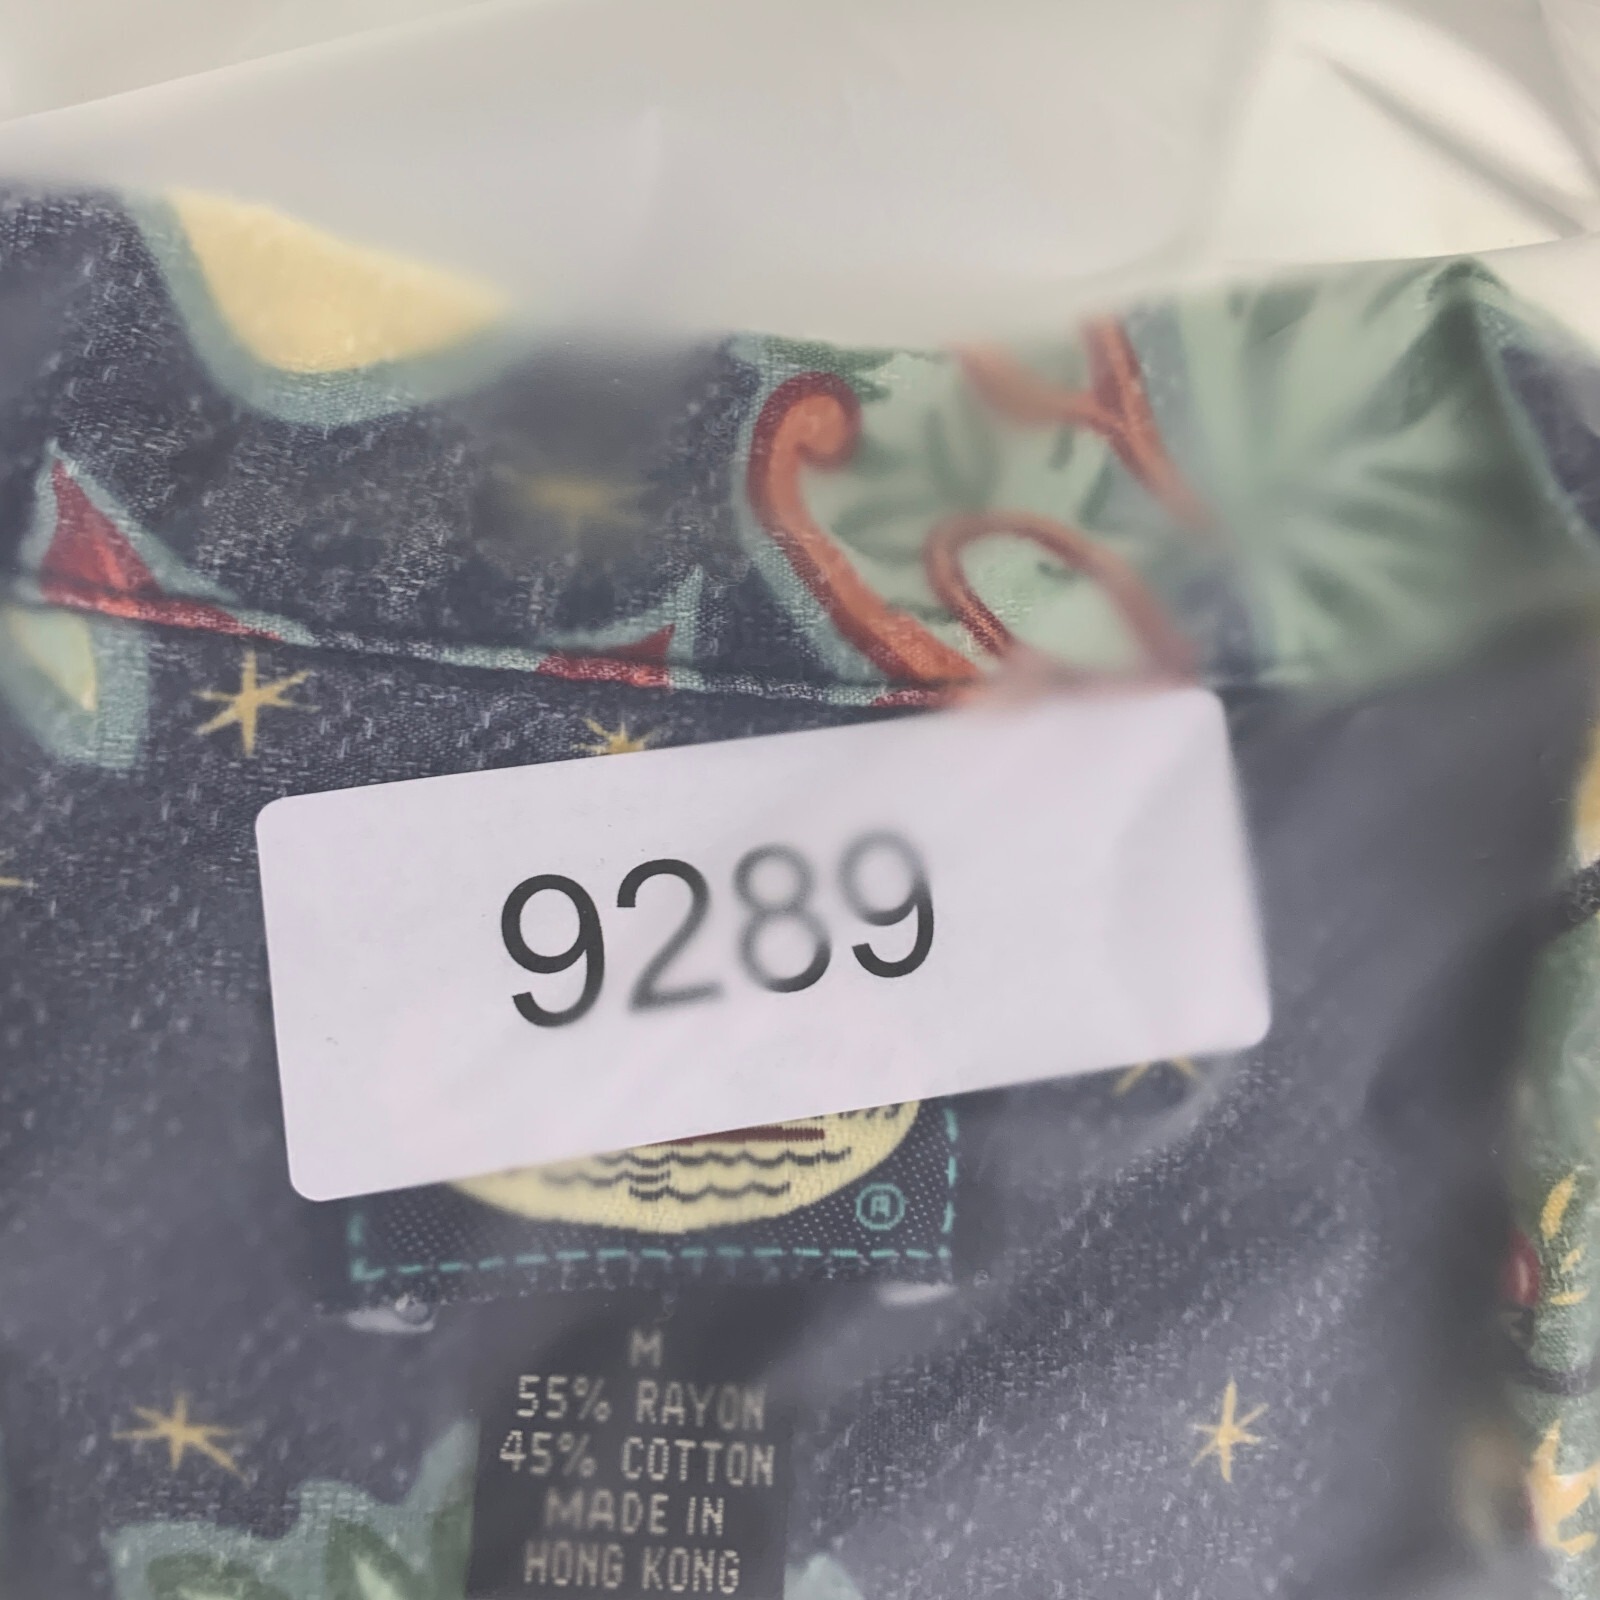 9289
®
M
55% RAYON
45% COTTON
MADE IN
HONG KONG